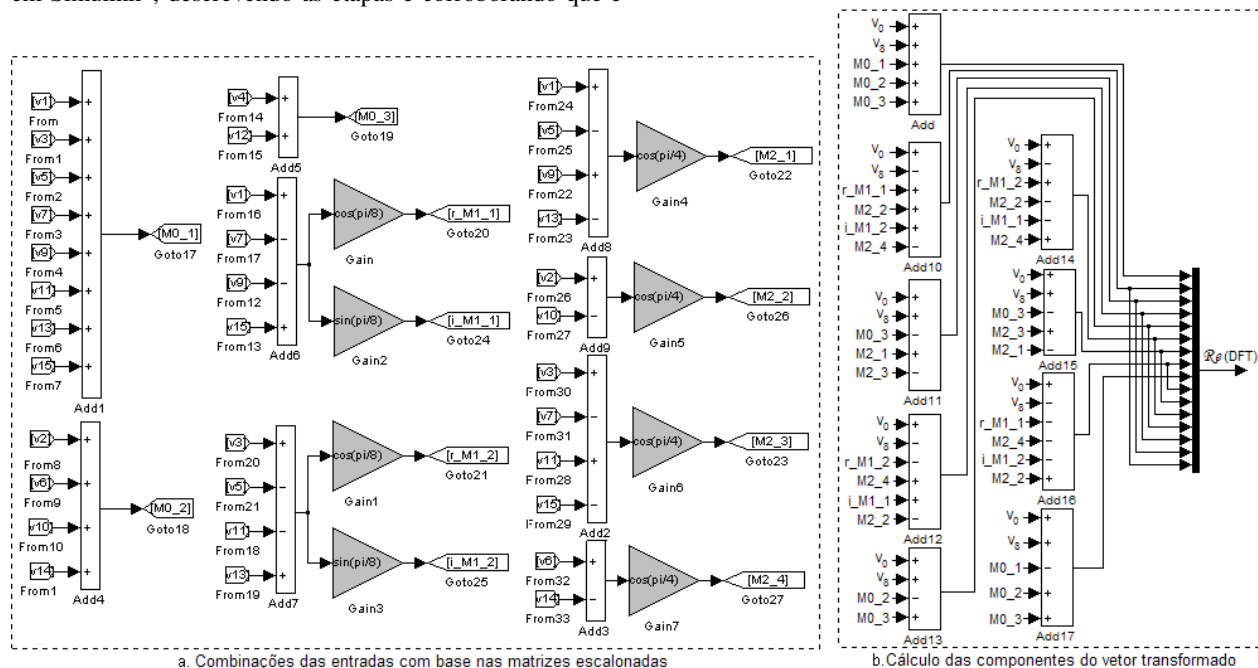 em Simulink , descrevendo as etapas e corroborando que é
[v1] +
From
[v3] +
From1
[v5] +
From2
[v7] +
From3
[v9] +
From4
[v11] +
From5
[v13] +
From6
[v15] +
From7
Add1
[M0_1]
Goto17
[v2] +
From8
[v6] +
From9
[v10] +
From10
[v14] +
From1
Add4
[M0_2]
Goto18
[v4] +
From14
[v12] +
From15
Add5
[M0_3]
Goto19
[v1] +
From16
[v7] −
From17
[v9] −
From12
[v15] +
From13
Add6
cos(pi/8)
Gain
[r_M1_1]
Goto20
sin(pi/8)
Gain2
[i_M1_1]
Goto24
[v3] +
From20
[v5] −
From21
[v11] −
From18
[v13] +
From19
Add7
cos(pi/8)
Gain1
[r_M1_2]
Goto21
sin(pi/8)
Gain3
[i_M1_2]
Goto25
[v1] +
From24
[v5] −
From25
[v9] +
From22
[v13] −
From23
Add8
cos(pi/4)
Gain4
[M2_1]
Goto22
[v2] +
From26
[v10] −
From27
Add9
cos(pi/4)
Gain5
[M2_2]
Goto26
[v3] +
From30
[v7] −
From31
[v11] +
From28
[v15] −
From29
Add2
cos(pi/4)
Gain6
[M2_3]
Goto23
[v6] +
From32
[v14] −
From33
Add3
cos(pi/4)
Gain7
[M2_4]
Goto27
a. Combinações das entradas com base nas matrizes escalonadas
V0 +
V8 +
M0_1 +
M0_2 +
M0_3 +
Add
V0 +
V8 −
r_M1_1 +
M2_2 +
i_M1_2 +
M2_4 −
Add10
V0 +
V8 +
M0_3 −
M2_1 +
M2_3 −
Add11
V0 +
V8 −
r_M1_2 −
M2_4 +
i_M1_1 +
M2_2 −
Add12
V0 +
V8 +
M0_2 −
M0_3 +
Add13
V0 +
V8 −
r_M1_2 +
M2_2 −
i_M1_1 −
M2_4 +
Add14
V0 +
V8 +
M0_3 −
M2_3 +
M2_1 −
Add15
V0 +
V8 −
r_M1_1 −
M2_4 −
i_M1_2 −
M2_2 +
Add16
V0 +
V8 +
M0_1 −
M0_2 +
M0_3 +
Add17
ℛℯ(DFT)
b.Cálculo das componentes do vetor transformado